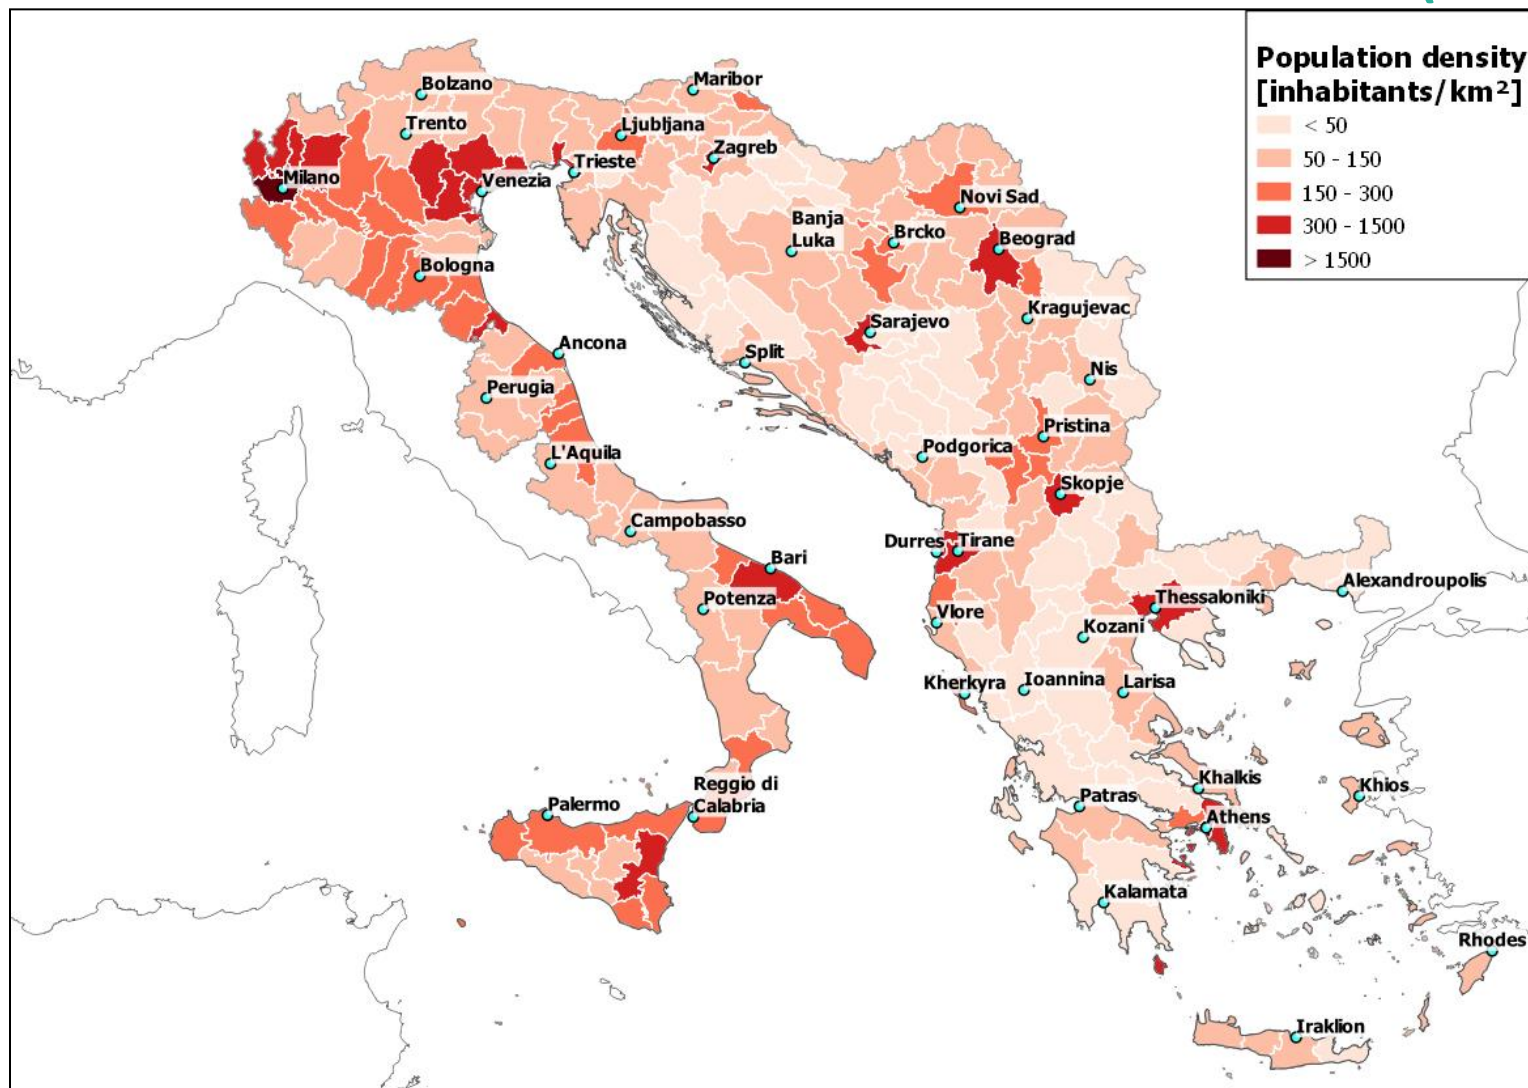 Population density
[inhabitants/km²]
< 50
50 - 150
150 - 300
300 - 1500
> 1500
Bolzano
Maribor
Trento
Ljubljana
Zagreb
Trieste
Milano
Venezia
Novi Sad
Banja
Luka
Brcko
Beograd
Bologna
Kragujevac
Sarajevo
Ancona
Split
Nis
Perugia
Pristina
L'Aquila
Podgorica
Skopje
Campobasso
Durres
Tirane
Bari
Alexandroupolis
Potenza
Thessaloniki
Vlore
Kozani
Kherkyra
Ioannina
Larisa
Reggio di
Calabria
Khalkis
Khios
Palermo
Patras
Athens
Kalamata
Rhodes
Iraklion